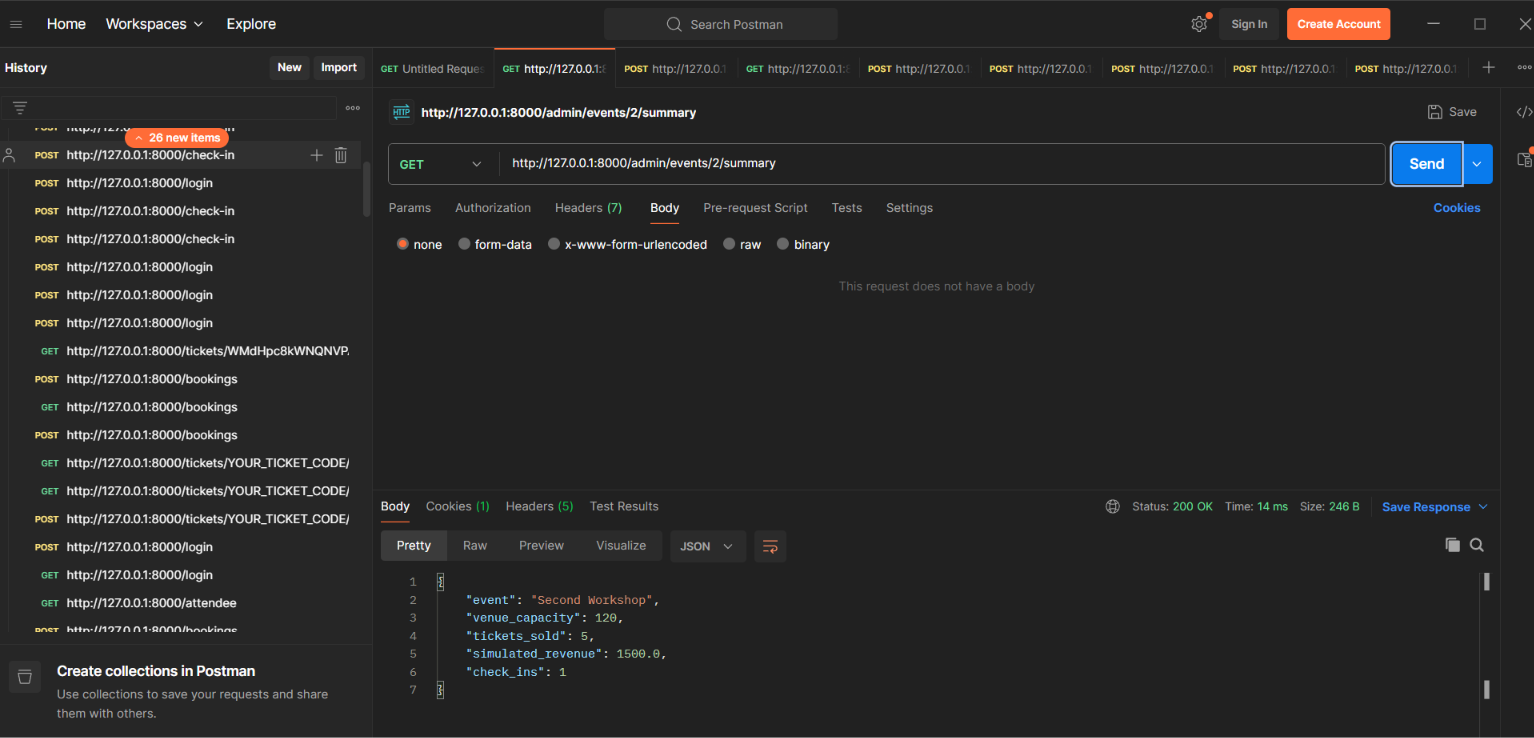 Home Workspaces Explore Search Postman Sign In Create Account
History New Import
GET Untitled Reques GET http://127.0.0.1:8 POST http://127.0.0.1 GET http://127.0.0.1:8 POST http://127.0.0.1 POST http://127.0.0.1 POST http://127.0.0.1 POST http://127.0.0.1 POST http://127.0.0.1
26 new items
POST http://127.0.0.1:8000/check-in
POST http://127.0.0.1:8000/login
POST http://127.0.0.1:8000/check-in
POST http://127.0.0.1:8000/check-in
POST http://127.0.0.1:8000/login
POST http://127.0.0.1:8000/login
POST http://127.0.0.1:8000/login
GET http://127.0.0.1:8000/tickets/WMdHpc8kWNQNVP
POST http://127.0.0.1:8000/bookings
GET http://127.0.0.1:8000/bookings
POST http://127.0.0.1:8000/bookings
GET http://127.0.0.1:8000/tickets/YOUR_TICKET_CODE/
GET http://127.0.0.1:8000/tickets/YOUR_TICKET_CODE/
POST http://127.0.0.1:8000/tickets/YOUR_TICKET_CODE/
POST http://127.0.0.1:8000/login
GET http://127.0.0.1:8000/login
GET http://127.0.0.1:8000/attendee
POST http://127.0.0.1:8000/bookings
Create collections in Postman
Use collections to save your requests and share
them with others.
HTTP http://127.0.0.1:8000/admin/events/2/summary Save
GET http://127.0.0.1:8000/admin/events/2/summary Send
Params Authorization Headers (7) Body Pre-request Script Tests Settings Cookies
none form-data x-www-form-urlencoded raw binary
This request does not have a body
Body Cookies (1) Headers (5) Test Results Status: 200 OK Time: 14 ms Size: 246 B Save Response
Pretty Raw Preview Visualize JSON
1 {
2 "event": "Second Workshop",
3 "venue_capacity": 120,
4 "tickets_sold": 5,
5 "simulated_revenue": 1500.0,
6 "check_ins": 1
7 }